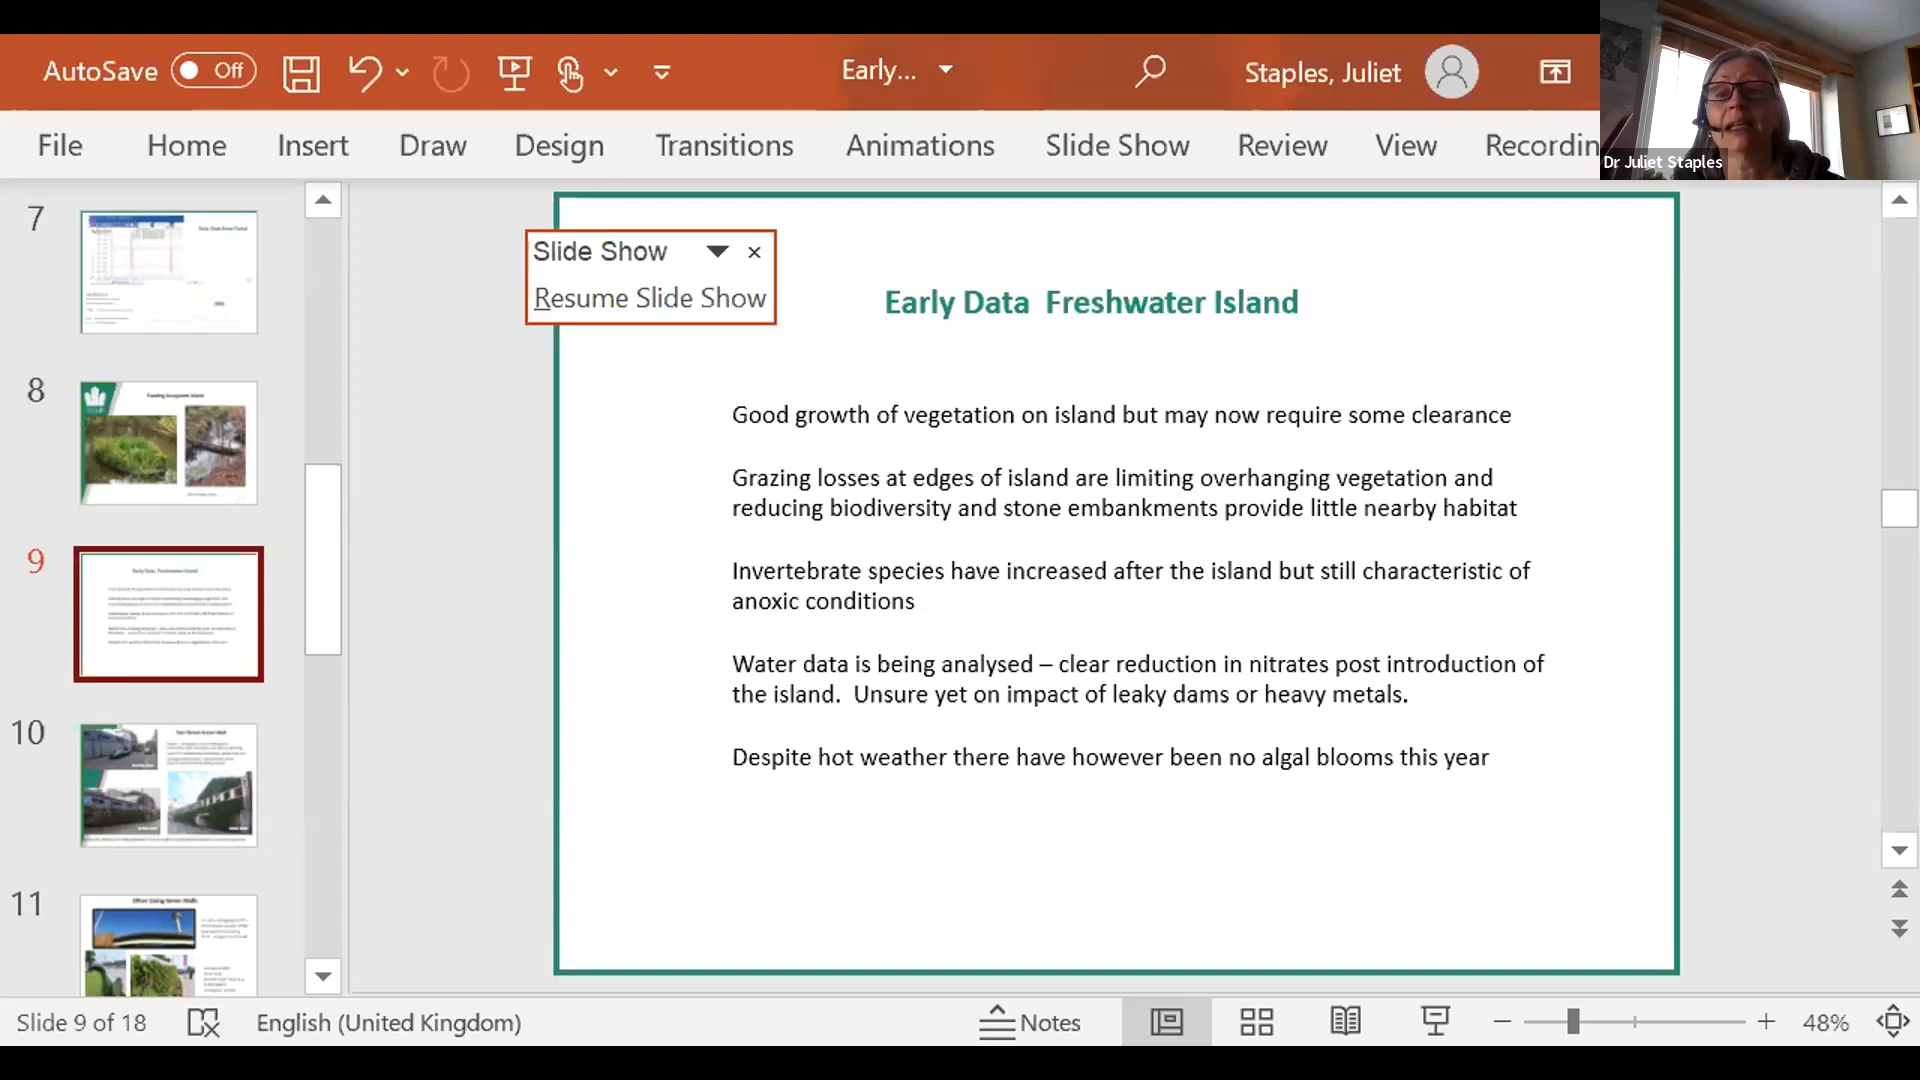 AutoSave Off
Early...
Staples, Juliet
File Home Insert Draw Design Transitions Animations Slide Show Review View Recordin
Dr Juliet Staples
7
8
9
10
11
Slide Show
Resume Slide Show
Early Data Freshwater Island
Good growth of vegetation on island but may now require some clearance
Grazing losses at edges of island are limiting overhanging vegetation and
reducing biodiversity and stone embankments provide little nearby habitat
Invertebrate species have increased after the island but still characteristic of
anoxic conditions
Water data is being analysed – clear reduction in nitrates post introduction of
the island. Unsure yet on impact of leaky dams or heavy metals.
Despite hot weather there have however been no algal blooms this year
Slide 9 of 18 English (United Kingdom) Notes 48%